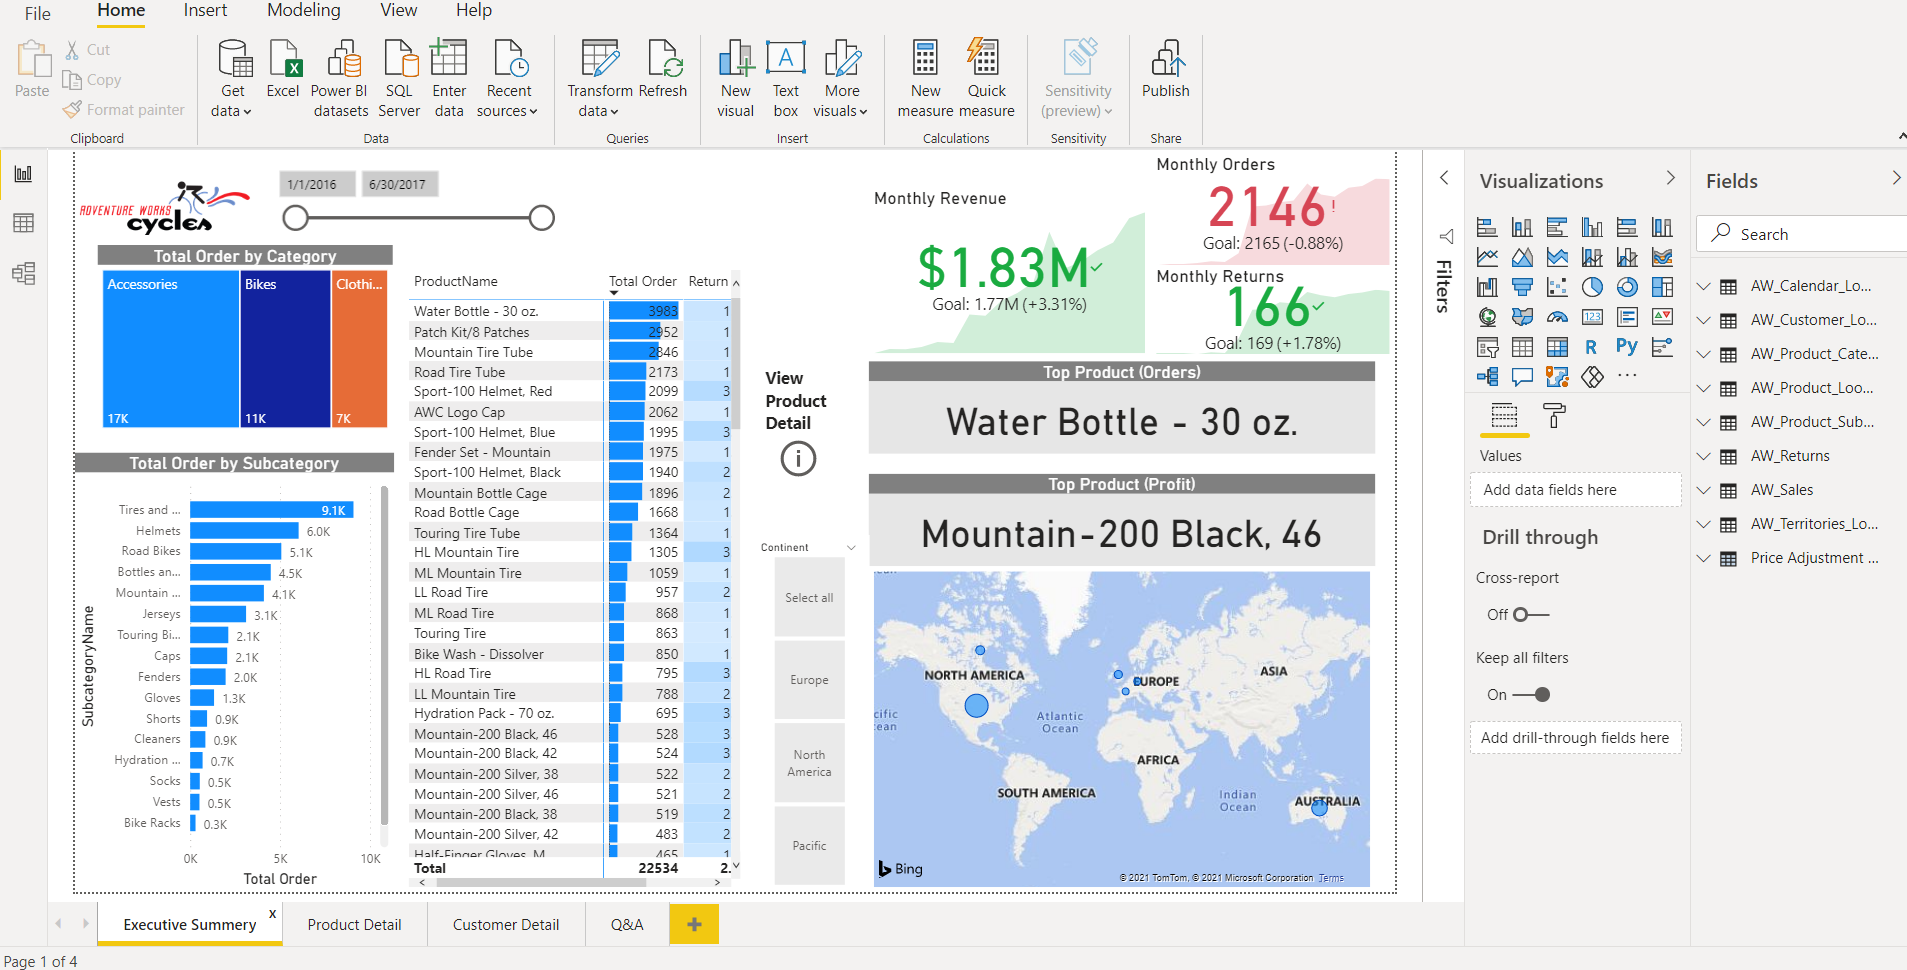 File
Home
Insert
Modeling
View
Help
Paste
Cut
Copy
Format painter
Clipboard
Get data
Excel
Power BI datasets
SQL Server
Enter data
Recent sources
Data
Transform data
Refresh
Queries
New visual
Text box
More visuals
Insert
New measure
Quick measure
Calculations
Sensitivity (preview)
Sensitivity
Publish
Share
ADVENTURE WORKS
cycles
1/1/2016
6/30/2017
Total Order by Category
Accessories
17K
Bikes
11K
Clothi...
7K
Total Order by Subcategory
SubcategoryName
Tires and ... 9.1K
Helmets 6.0K
Road Bikes 5.1K
Bottles an... 4.5K
Mountain ... 4.1K
Jerseys 3.1K
Touring Bi... 2.1K
Caps 2.1K
Fenders 2.0K
Gloves 1.3K
Shorts 0.9K
Cleaners 0.9K
Hydration ... 0.7K
Socks 0.5K
Vests 0.5K
Bike Racks 0.3K
0K 5K 10K
Total Order
ProductName Total Order Return
Water Bottle - 30 oz. 3983 1
Patch Kit/8 Patches 2952 1
Mountain Tire Tube 2846 1
Road Tire Tube 2173 1
Sport-100 Helmet, Red 2099 3
AWC Logo Cap 2062 1
Sport-100 Helmet, Blue 1995 3
Fender Set - Mountain 1975 1
Sport-100 Helmet, Black 1940 2
Mountain Bottle Cage 1896 2
Road Bottle Cage 1668 1
Touring Tire Tube 1364 1
HL Mountain Tire 1305 3
ML Mountain Tire 1059 1
LL Road Tire 957 2
ML Road Tire 868 1
Touring Tire 863 1
Bike Wash - Dissolver 850 1
HL Road Tire 795 3
LL Mountain Tire 788 2
Hydration Pack - 70 oz. 695 3
Mountain-200 Black, 46 528 3
Mountain-200 Black, 42 524 3
Mountain-200 Silver, 38 522 2
Mountain-200 Silver, 46 521 2
Mountain-200 Black, 38 519 2
Mountain-200 Silver, 42 483 2
Half-Finger Gloves, M 465 1
Total 22534 2.
View
Product
Detail
Continent
Select all
Europe
North
America
Pacific
Monthly Revenue
$1.83M
Goal: 1.77M (+3.31%)
Monthly Orders
2146!
Goal: 2165 (-0.88%)
Monthly Returns
166
Goal: 169 (+1.78%)
Top Product (Orders)
Water Bottle - 30 oz.
Top Product (Profit)
Mountain-200 Black, 46
NORTH AMERICA
EUROPE
ASIA
Atlantic
Ocean
AFRICA
SOUTH AMERICA
Indian
Ocean
AUSTRALIA
Bing
© 2021 TomTom, © 2021 Microsoft Corporation Terms
Filters
Visualizations
123
R
Py
Values
Add data fields here
Drill through
Cross-report
Off
Keep all filters
On
Add drill-through fields here
Fields
Search
AW_Calendar_Lo...
AW_Customer_Lo...
AW_Product_Cate...
AW_Product_Loo...
AW_Product_Sub...
AW_Returns
AW_Sales
AW_Territories_Lo...
Price Adjustment ...
Executive Summary
x
Product Detail
Customer Detail
Q&A
Page 1 of 4